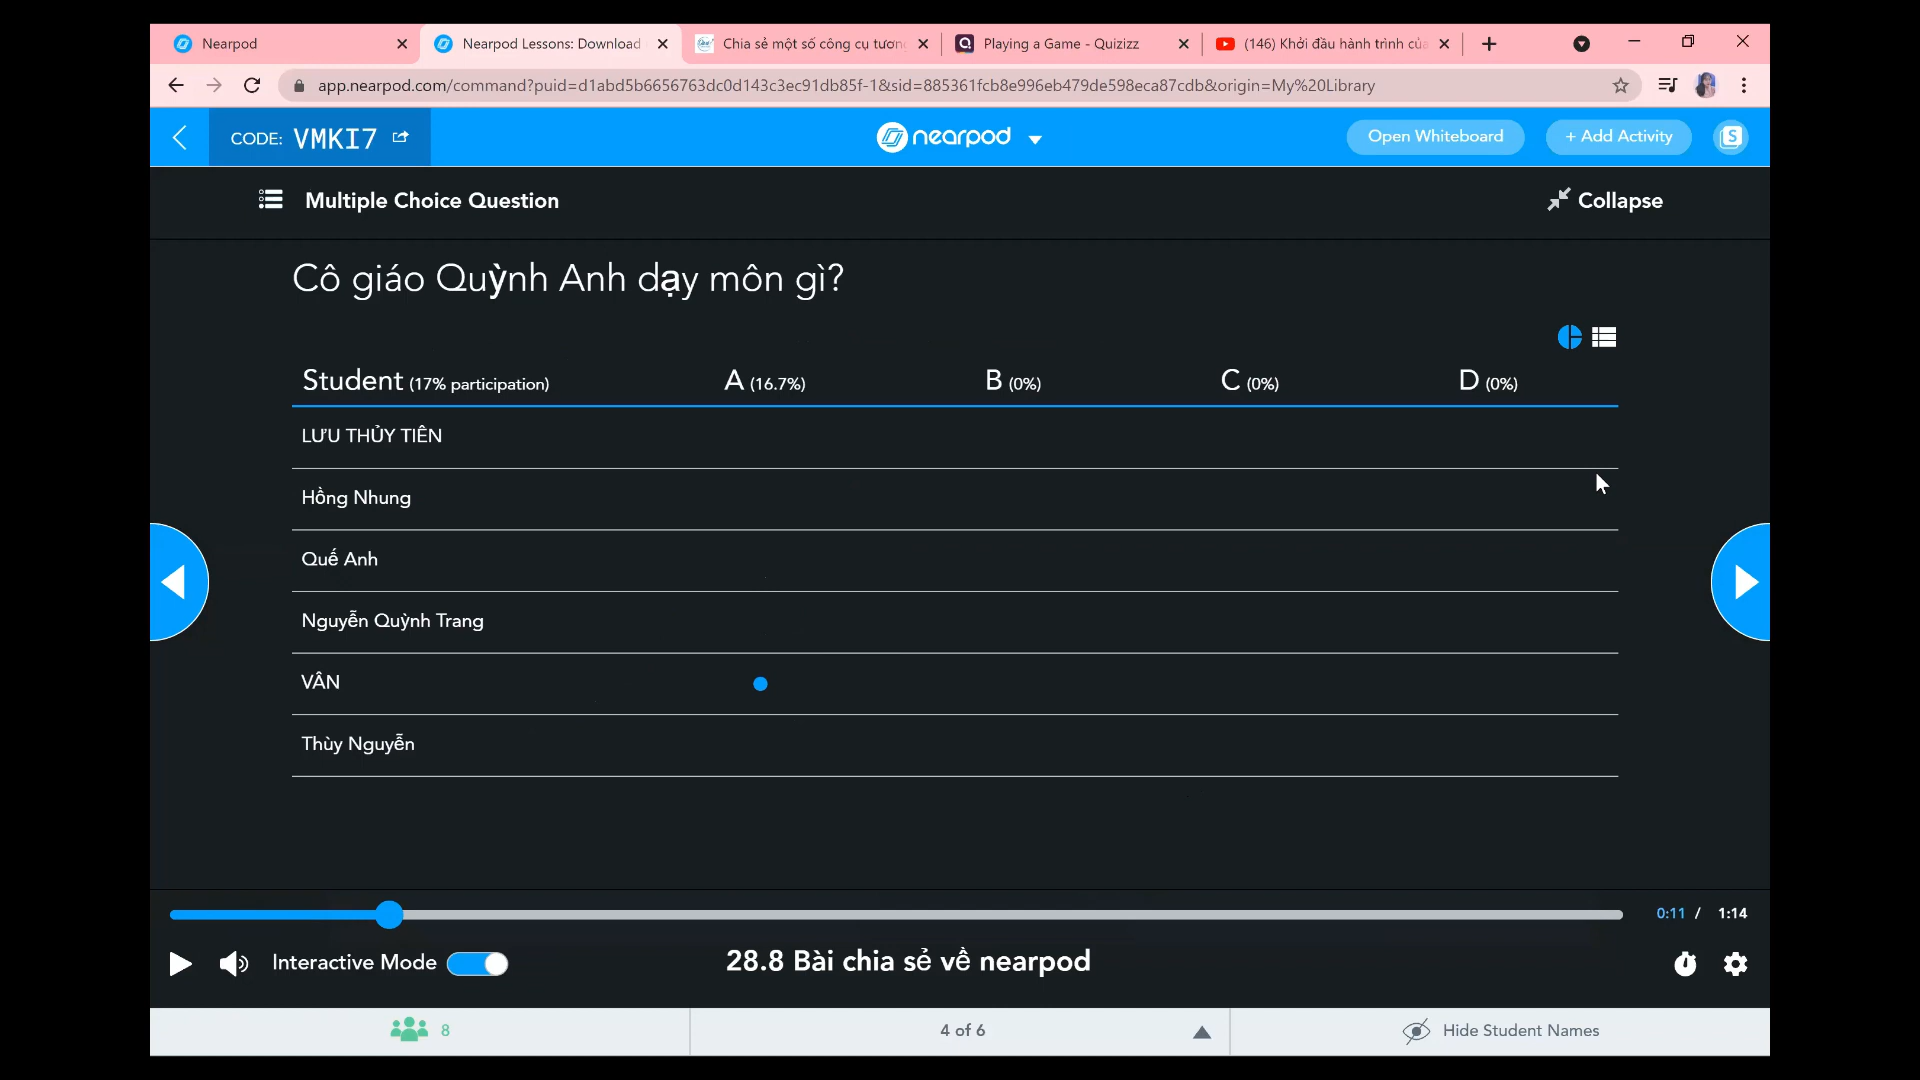 Nearpod
Nearpod Lessons: Download
Chia sẻ một số công cụ tương
Playing a Game - Quizizz
(146) Khởi đầu hành trình của
app.nearpod.com/command?puid=d1abd5b6656763dc0d143c3ec91db85f-1&sid=885361fcb8e996eb479de598eca87cdb&origin=My%20Library
CODE: VMKI7
nearpod
Open Whiteboard
+ Add Activity
S
Multiple Choice Question
Collapse
Cô giáo Quỳnh Anh dạy môn gì?
Student (17% participation)
A (16.7%)
B (0%)
C (0%)
D (0%)
LƯU THỦY TIÊN
Hồng Nhung
Quế Anh
Nguyễn Quỳnh Trang
VÂN
Thùy Nguyễn
0:11 / 1:14
Interactive Mode
28.8 Bài chia sẻ về nearpod
8
4 of 6
Hide Student Names